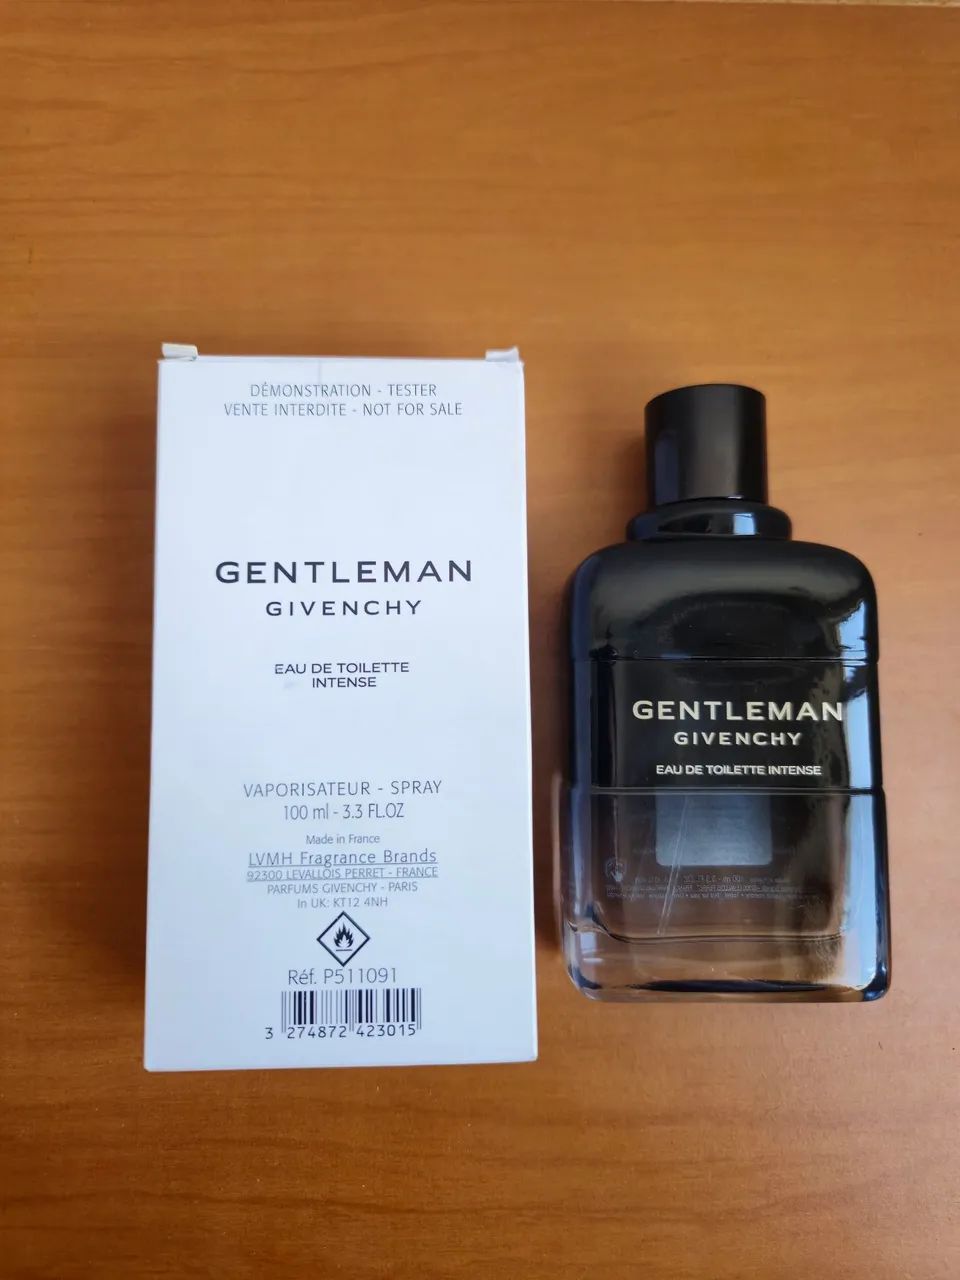 DÉMONSTRATION - TESTER
VENTE INTERDITE - NOT FOR SALE
GENTLEMAN
GIVENCHY
EAU DE TOILETTE
INTENSE
VAPORISATEUR - SPRAY
100 ml - 3.3 FL.OZ
Made in France
LVMH Fragrance Brands
92300 LEVALLOIS PERRET - FRANCE
PARFUMS GIVENCHY - PARIS
In UK: KT12 4NH
Réf. P511091
3 274872 423015
GENTLEMAN
GIVENCHY
EAU DE TOILETTE INTENSE